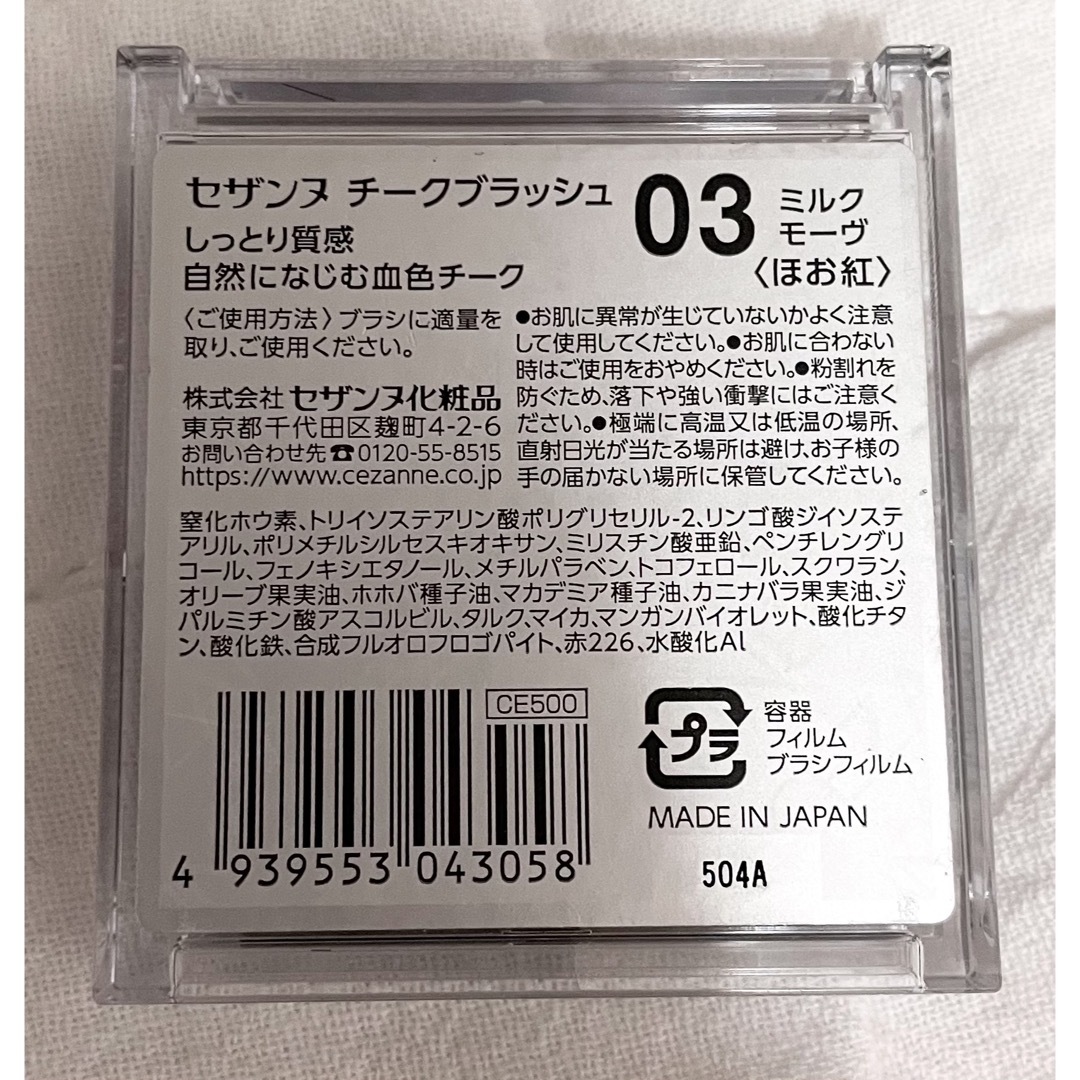 セザンヌ チークブラッシュ
しっとり質感
自然になじむ血色チーク
03
ミルク
モーヴ
〈ほお紅〉
〈ご使用方法〉ブラシに適量を
取り、ご使用ください。
株式会社 セザンヌ化粧品
東京都千代田区麹町4-2-6
お問い合わせ先☎0120-55-8515
https://www.cezanne.co.jp
●お肌に異常が生じていないかよく注意
して使用してください。●お肌に合わない
時はご使用をおやめください。●粉割れを
防ぐため、落下や強い衝撃にはご注意く
ださい。●極端に高温又は低温の場所、
直射日光が当たる場所は避け、お子様の
手の届かない場所に保管してください。
窒化ホウ素、トリイソステアリン酸ポリグリセリル-2、リンゴ酸ジイソステ
アリル、ポリメチルシルセスキオキサン、ミリスチン酸亜鉛、ペンチレングリ
コール、フェノキシエタノール、メチルパラベン、トコフェロール、スクワラン、
オリーブ果実油、ホホバ種子油、マカデミア種子油、カニナバラ果実油、ジ
パルミチン酸アスコルビル、タルク、マイカ、マンガンバイオレット、酸化チタ
ン、酸化鉄、合成フルオロフロゴパイト、赤226、水酸化Al
CE500
4 939553 043058
プラ
容器
フィルム
ブラシフィルム
MADE IN JAPAN
504A